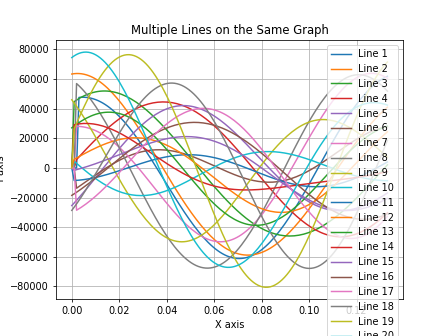 Multiple Lines on the Same Graph
80000
60000
40000
20000
0
−20000
−40000
−60000
−80000
0.00
0.02
0.04
0.06
0.08
0.10
X axis
Line 1
Line 2
Line 3
Line 4
Line 5
Line 6
Line 7
Line 8
Line 9
Line 10
Line 11
Line 12
Line 13
Line 14
Line 15
Line 16
Line 17
Line 18
Line 19
Line 20